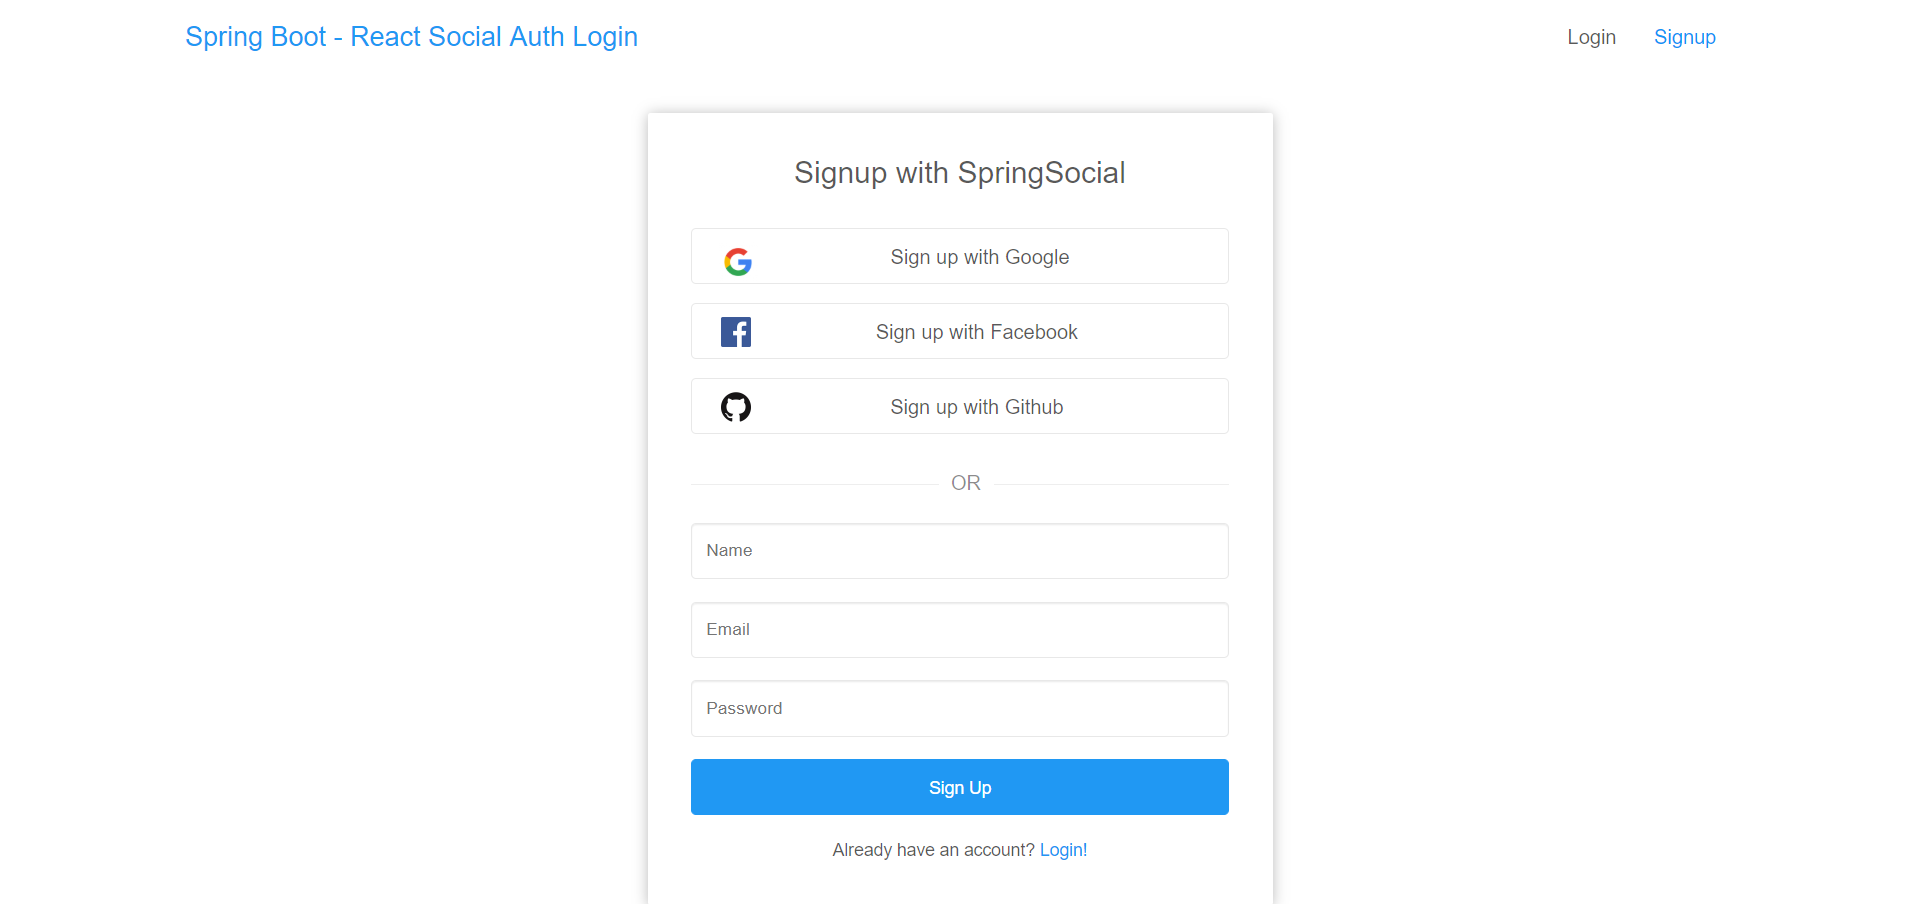 Spring Boot - React Social Auth Login
Login
Signup
Signup with SpringSocial
Sign up with Google
Sign up with Facebook
Sign up with Github
OR
Name
Email
Password
Sign Up
Already have an account? Login!